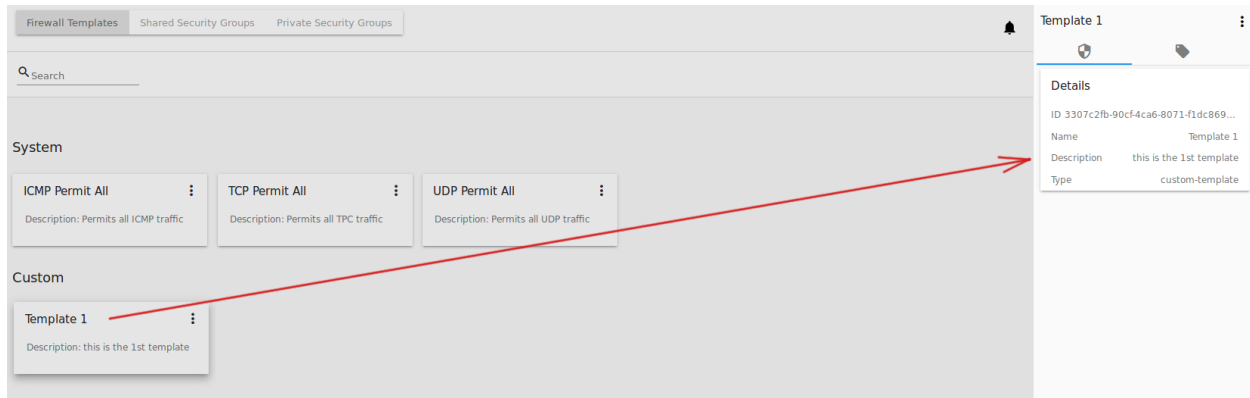 Firewall Templates Shared Security Groups Private Security Groups
Search
System
ICMP Permit All
Description: Permits all ICMP traffic
TCP Permit All
Description: Permits all TPC traffic
UDP Permit All
Description: Permits all UDP traffic
Custom
Template 1
Description: this is the 1st template
Template 1
Details
ID 3307c2fb-90cf-4ca6-8071-f1dc869...
Name Template 1
Description this is the 1st template
Type custom-template